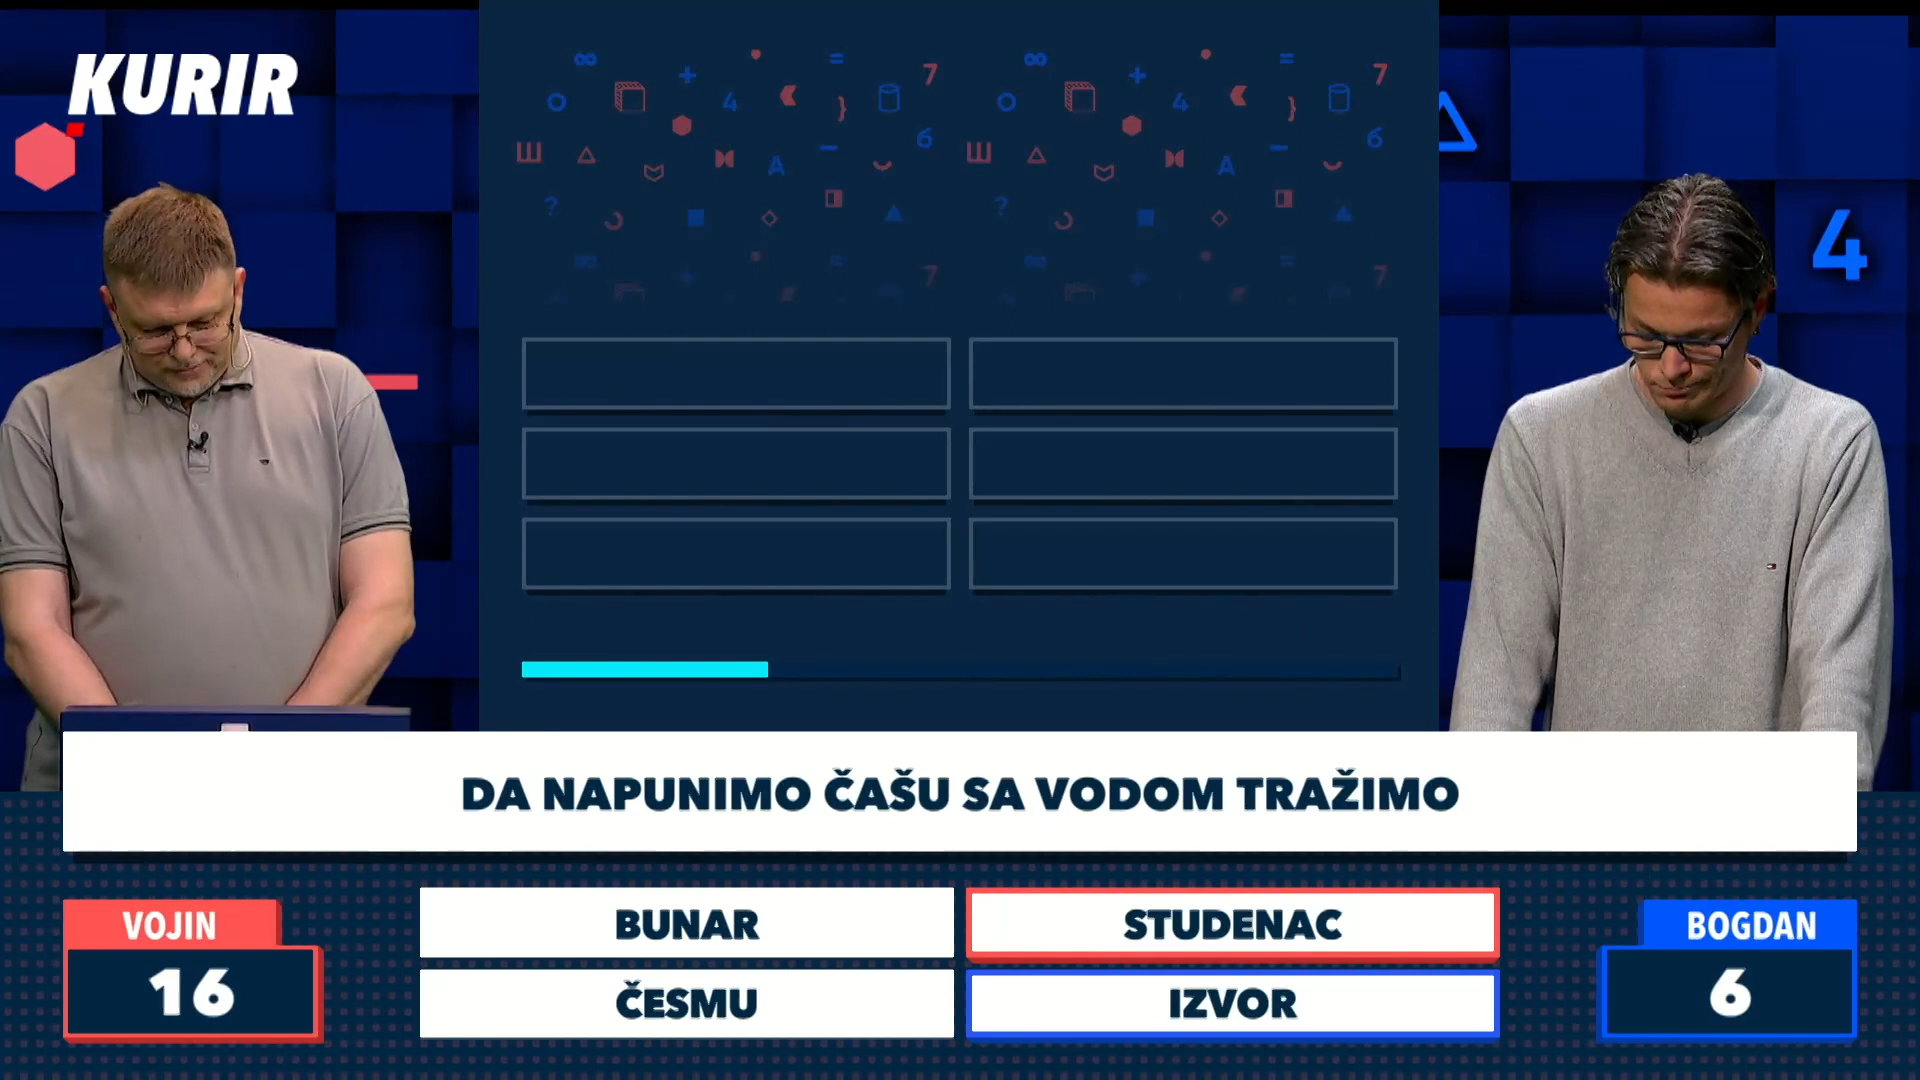 KURIR
4
DA NAPUNIMO ČAŠU SA VODOM TRAŽIMO
VOJIN
16
BUNAR
STUDENAC
ČESMU
IZVOR
BOGDAN
6